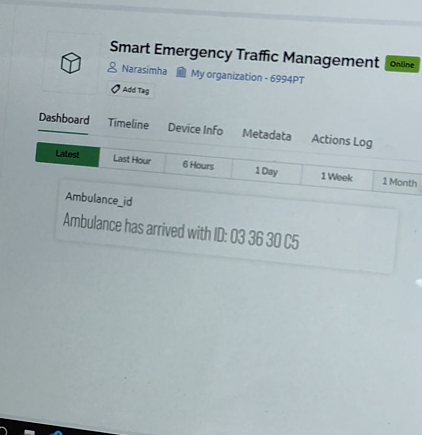 Smart Emergency Traffic Management Online
Narasimha My organization - 6994PT
Add Tag
Dashboard Timeline Device Info Metadata Actions Log
Latest Last Hour 6 Hours 1 Day 1 Week 1 Month
Ambulance_id
Ambulance has arrived with ID: 03 36 30 C5